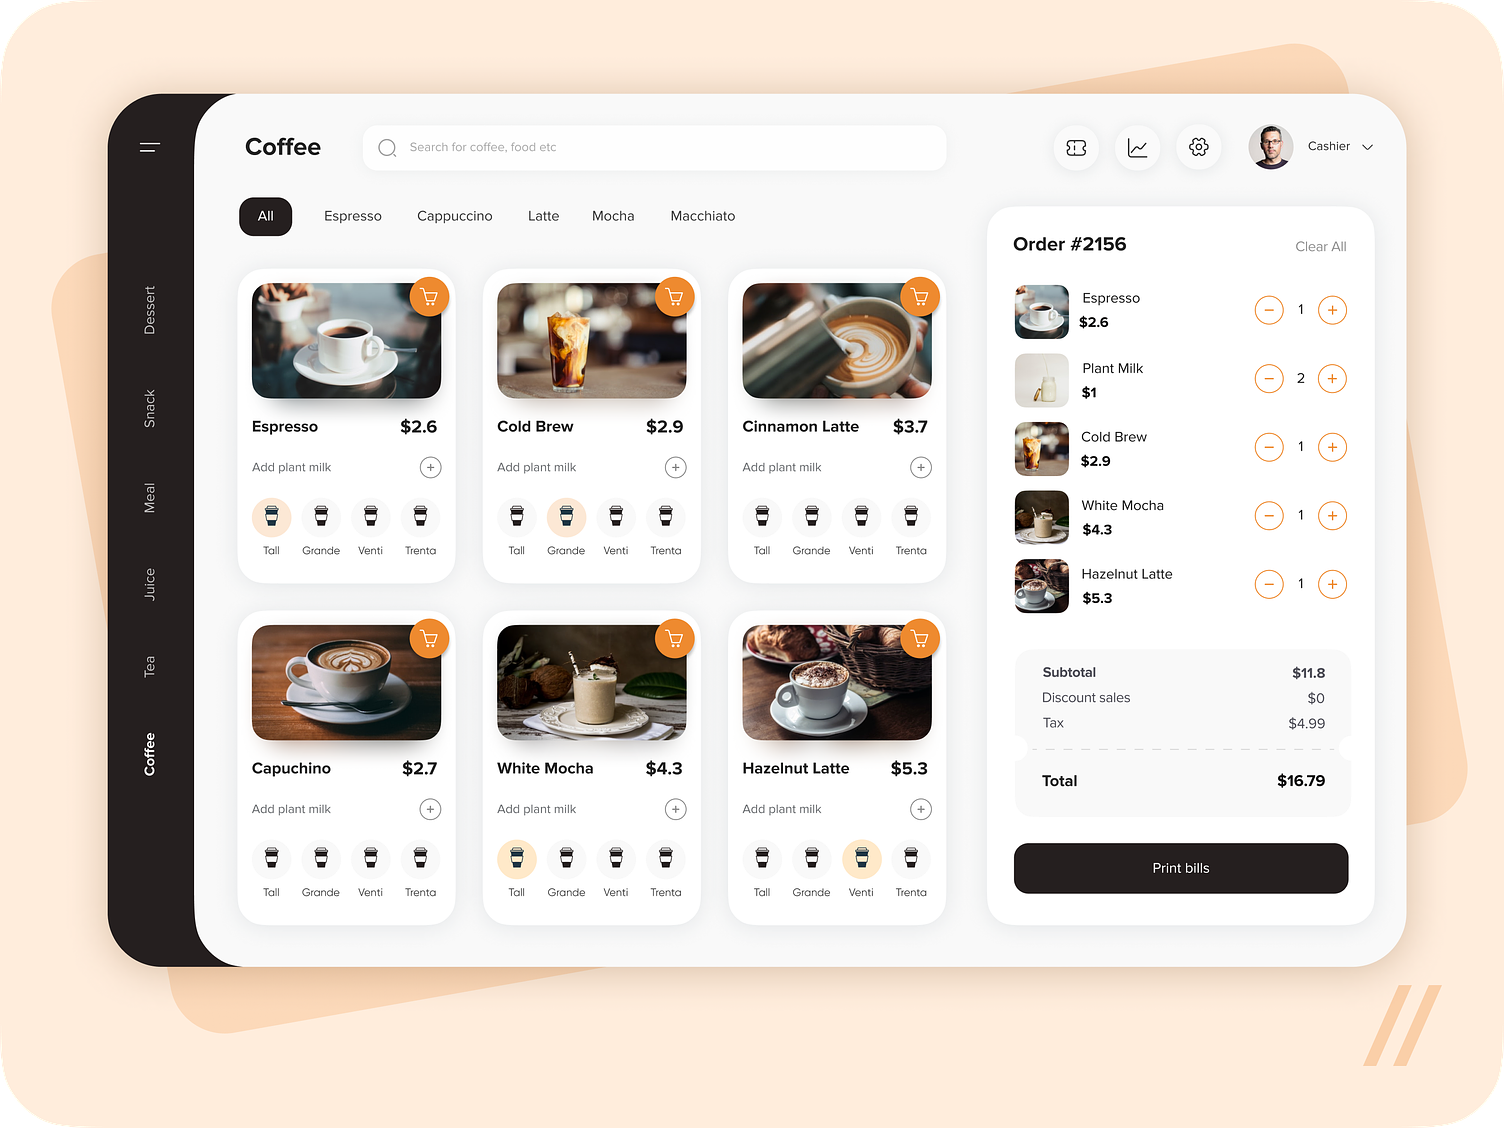 Coffee
Search for coffee, food etc
Cashier
All
Espresso
Cappuccino
Latte
Mocha
Macchiato
Dessert
Snack
Meal
Juice
Tea
Coffee
Espresso $2.6
Add plant milk
Tall Grande Venti Trenta
Cold Brew $2.9
Add plant milk
Tall Grande Venti Trenta
Cinnamon Latte $3.7
Add plant milk
Tall Grande Venti Trenta
Capuchino $2.7
Add plant milk
Tall Grande Venti Trenta
White Mocha $4.3
Add plant milk
Tall Grande Venti Trenta
Hazelnut Latte $5.3
Add plant milk
Tall Grande Venti Trenta
Order #2156
Clear All
Espresso
$2.6
1
Plant Milk
$1
2
Cold Brew
$2.9
1
White Mocha
$4.3
1
Hazelnut Latte
$5.3
1
Subtotal $11.8
Discount sales $0
Tax $4.99
Total $16.79
Print bills